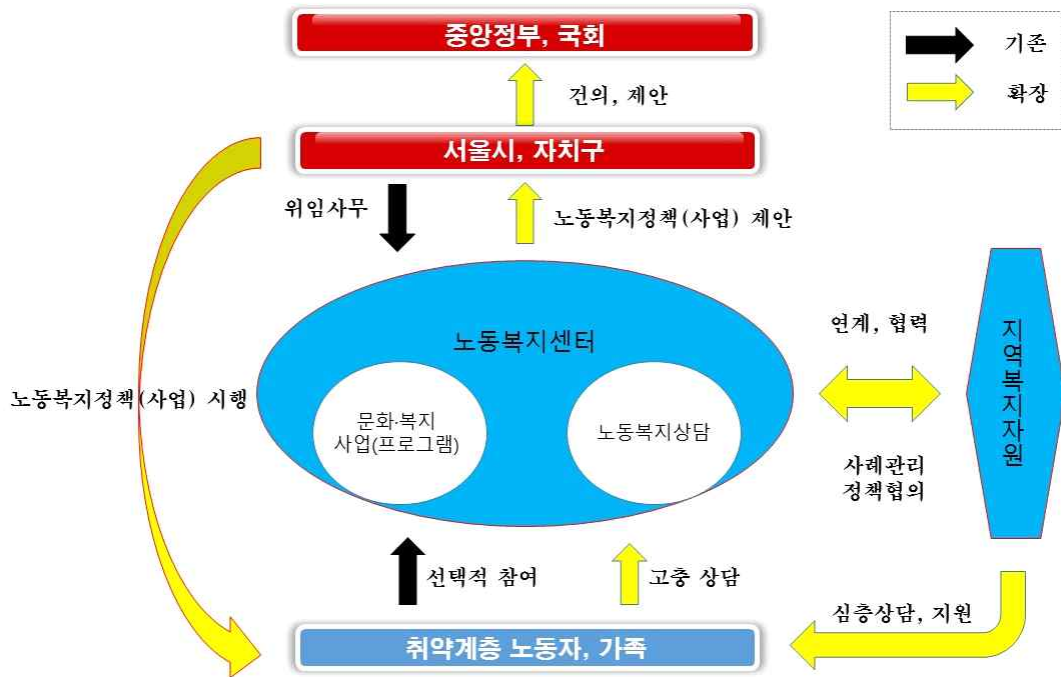 중앙정부, 국회
기존
확장
건의, 제안
서울시, 자치구
위임사무
노동복지정책(사업) 제안
노동복지센터
연계, 협력
지역복지자원
노동복지정책(사업) 시행
문화·복지
사업(프로그램)
노동복지상담
사례관리
정책협의
선택적 참여
고충 상담
심층상담, 지원
취약계층 노동자, 가족